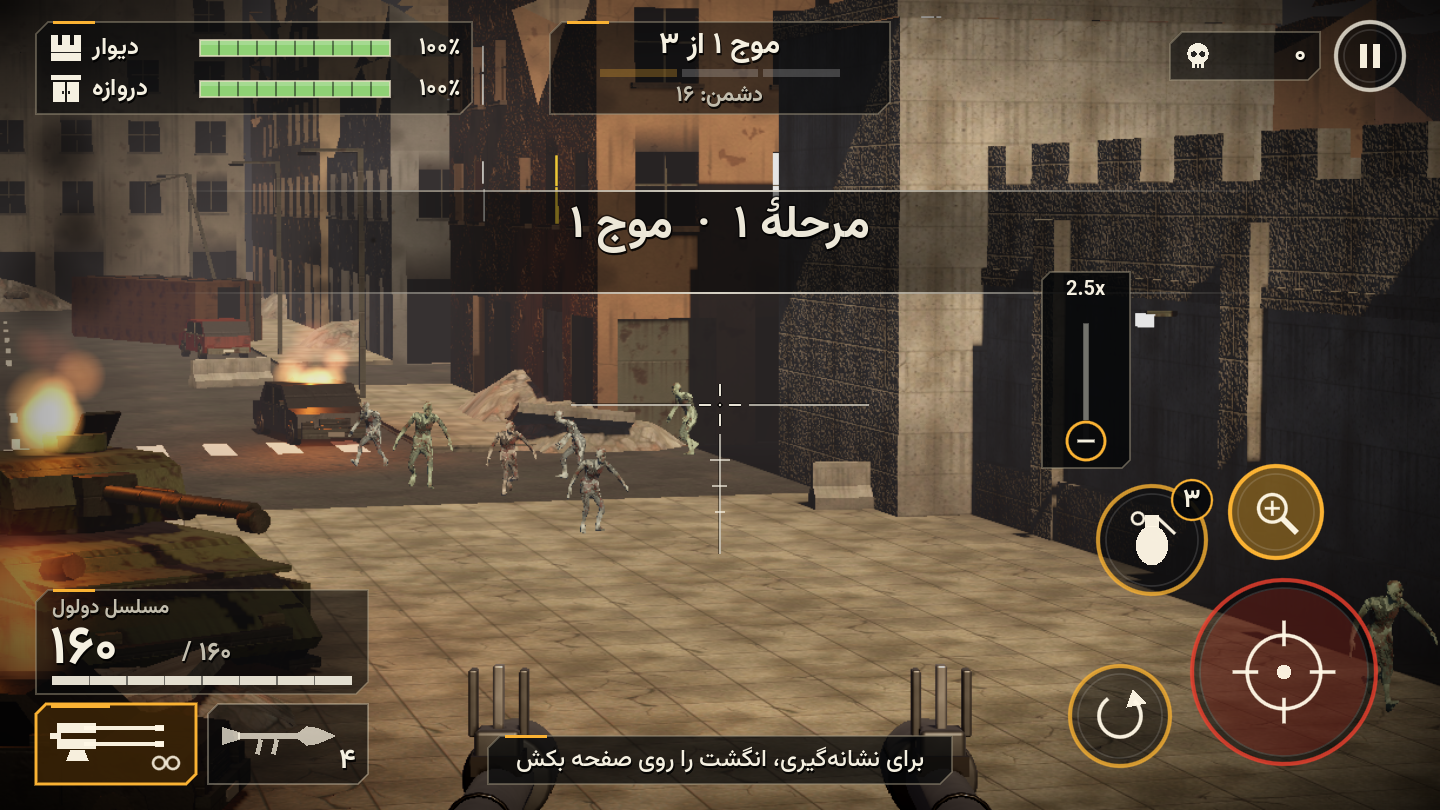 دیوار ۱۰۰٪
دروازه ۱۰۰٪
موج ۱ از ۳
دشمن: ۱۶
۰
مرحلهٔ ۱ · موج ۱
2.5x
۳
مسلسل دولول
۱۶۰ / ۱۶۰
∞
۴
برای نشانه‌گیری، انگشت را روی صفحه بکش